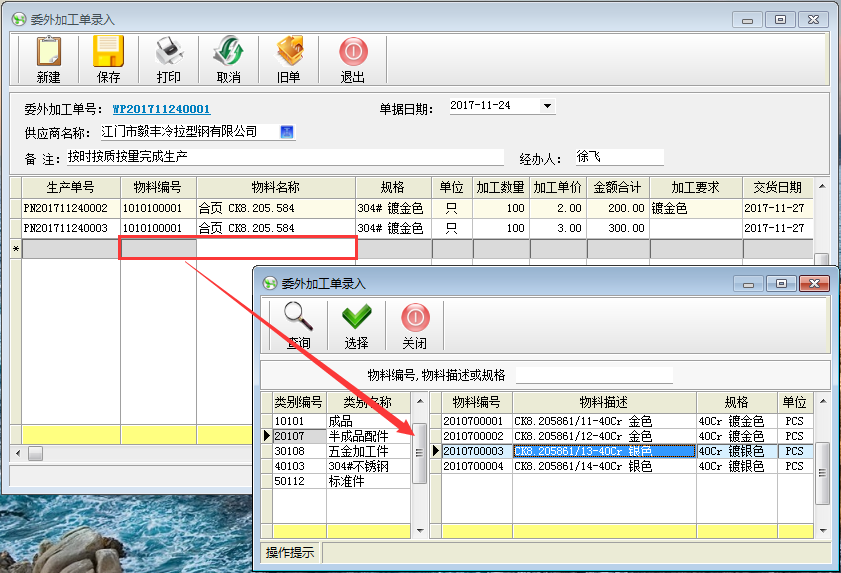 委外加工单录入
新建 保存 打印 取消 旧单 退出
委外加工单号： WP201711240001 单据日期： 2017-11-24
供应商名称： 江门市毅丰冷拉型钢有限公司
备 注： 按时按质按量完成生产 经办人： 徐飞
生产单号 物料编号 物料名称 规格 单位 加工数量 加工单价 金额合计 加工要求 交货日期
PN201711240002 1010100001 合页 CK8.205.584 304# 镀金色 只 100 2.00 200.00 镀金色 2017-11-27
PN201711240003 1010100001 合页 CK8.205.584 304# 镀金色 只 100 3.00 300.00 2017-11-27
*
委外加工单录入
查询 选择 关闭
物料编号,物料描述或规格
类别编号 类别名称
10101 成品
20107 半成品配件
30108 五金加工件
40103 304#不锈钢
50112 标准件
物料编号 物料描述 规格 单位
2010700001 CK8.205861/11-40Cr 金色 40Cr 镀金色 PCS
2010700002 CK8.205861/12-40Cr 金色 40Cr 镀金色 PCS
2010700003 CK8.205861/13-40Cr 银色 40Cr 镀银色 PCS
2010700004 CK8.205861/14-40Cr 银色 40Cr 镀银色 PCS
操作提示